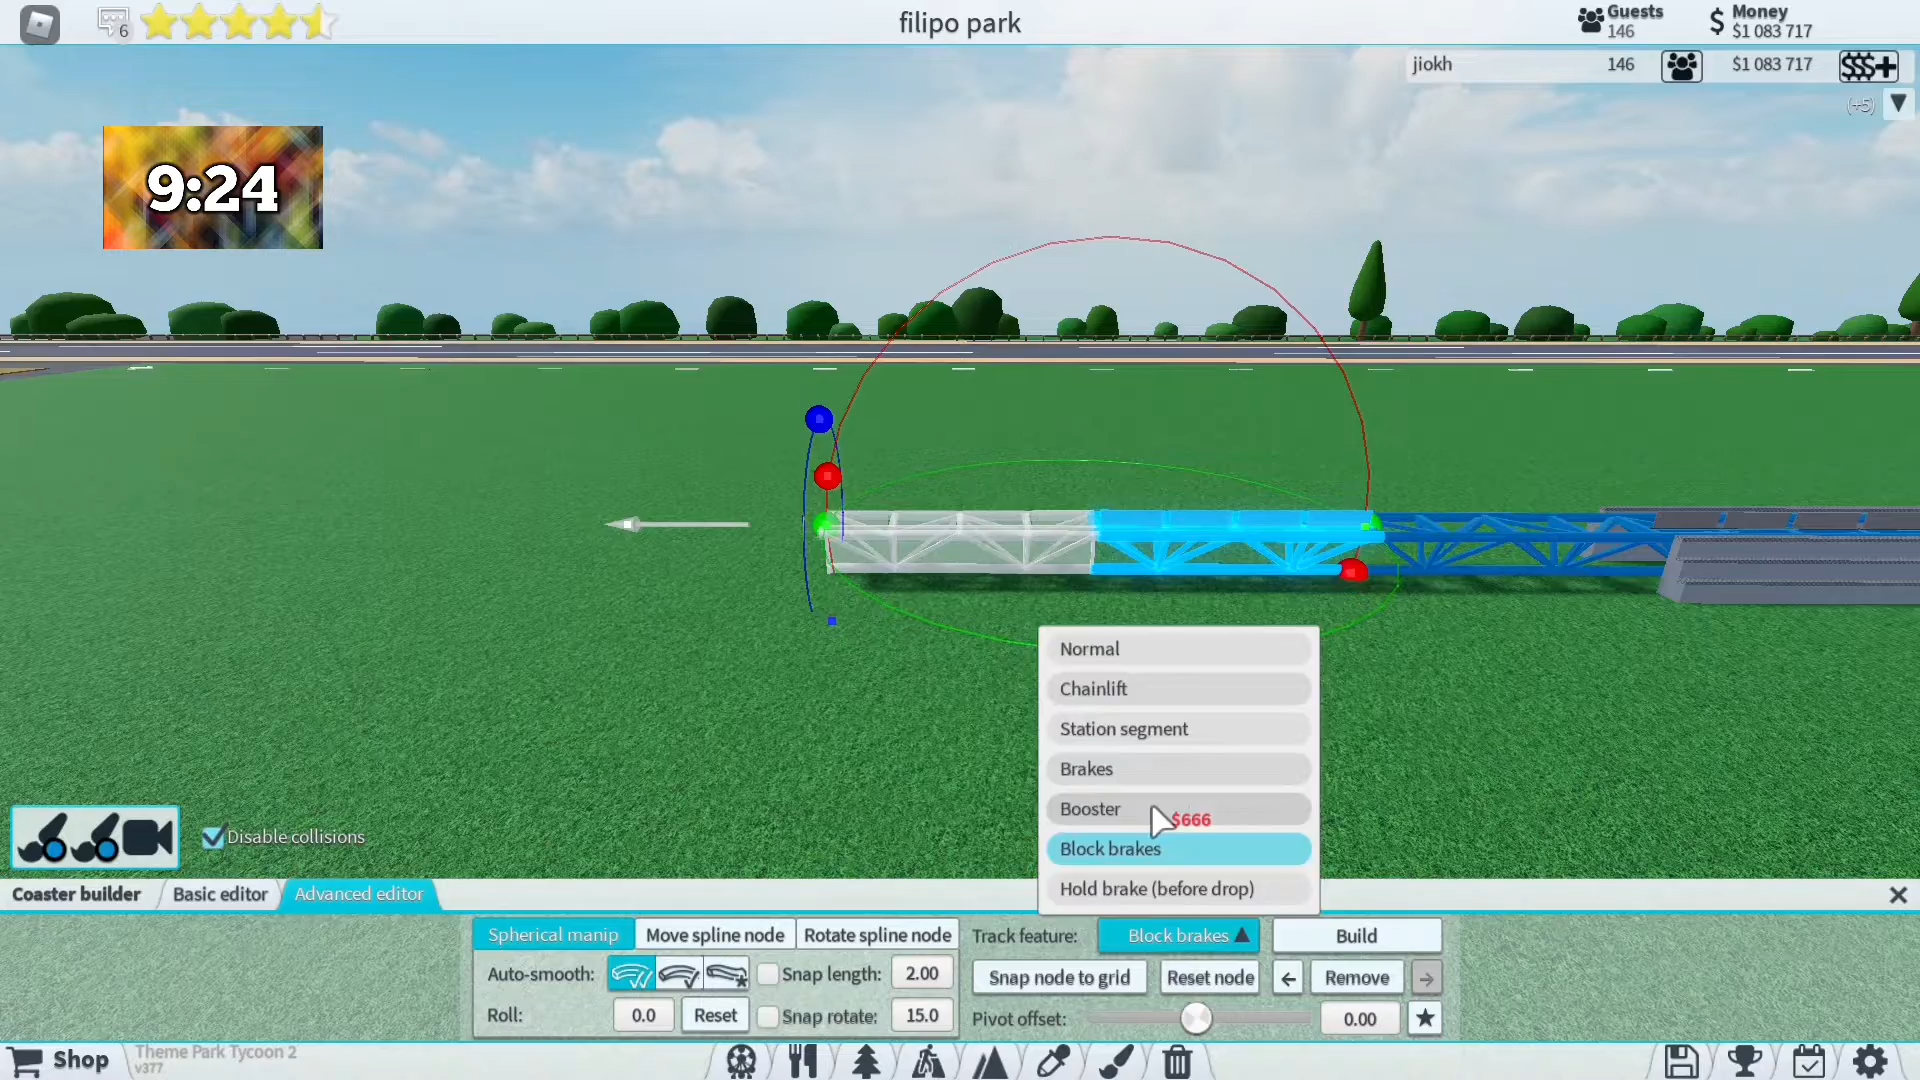 6
filipo park
Guests
146
$ Money
$1 083 717
jiokh 146 $1 083 717 $$$+
(+5)
9:24
Normal
Chainlift
Station segment
Brakes
Booster
$666
Block brakes
Hold brake (before drop)
Disable collisions
Coaster builder Basic editor Advanced editor
Spherical manip Move spline node Rotate spline node Track feature: Block brakes Build
Auto-smooth: Snap length: 2.00 Snap node to grid Reset node Remove
Roll: 0.0 Reset Snap rotate: 15.0 Pivot offset: 0.00
Shop
Theme Park Tycoon 2
v377